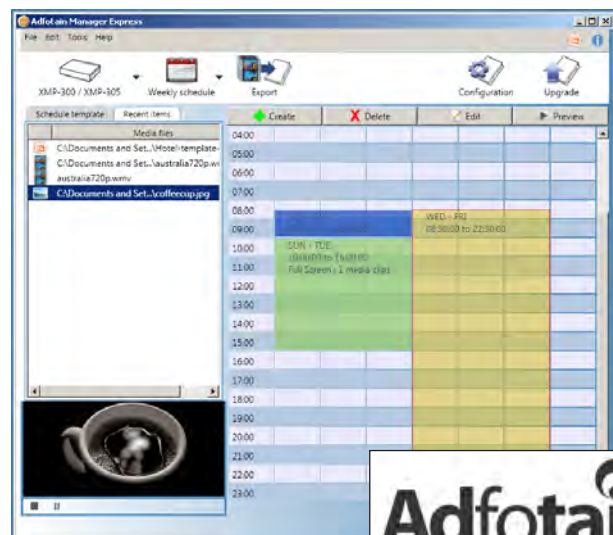 Adfotain Manager Express
File Edit Tools Help
XMP-300 / XMP-305
Weekly schedule
Export
Configuration
Upgrade
Schedule template
Recent items
Create
Delete
Edit
Preview
Media files
C:\Documents and Set...\Hotel-template-
C:\Documents and Set...\australia720p.w
australia720p.wmv
C:\Documents and Set...\coffeecup.jpg
04:00
05:00
06:00
07:00
08:00
09:00
10:00
11:00
12:00
13:00
14:00
15:00
16:00
17:00
18:00
19:00
20:00
21:00
22:00
23:00
SUN - TUE
Full Screen : 1 media clips
WED - FRI
08:30:00 to 22:30:00
Adfotai